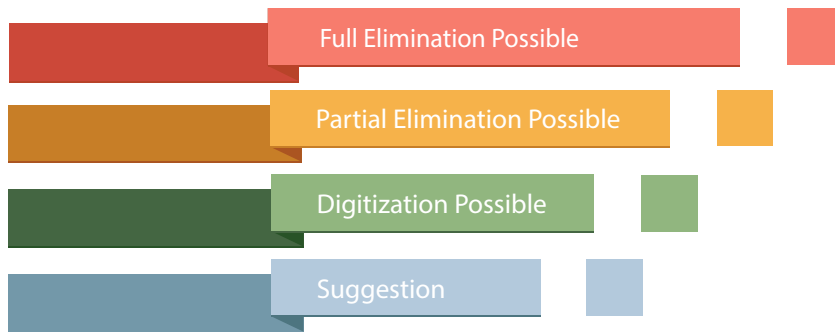 Full Elimination Possible
Partial Elimination Possible
Digitization Possible
Suggestion